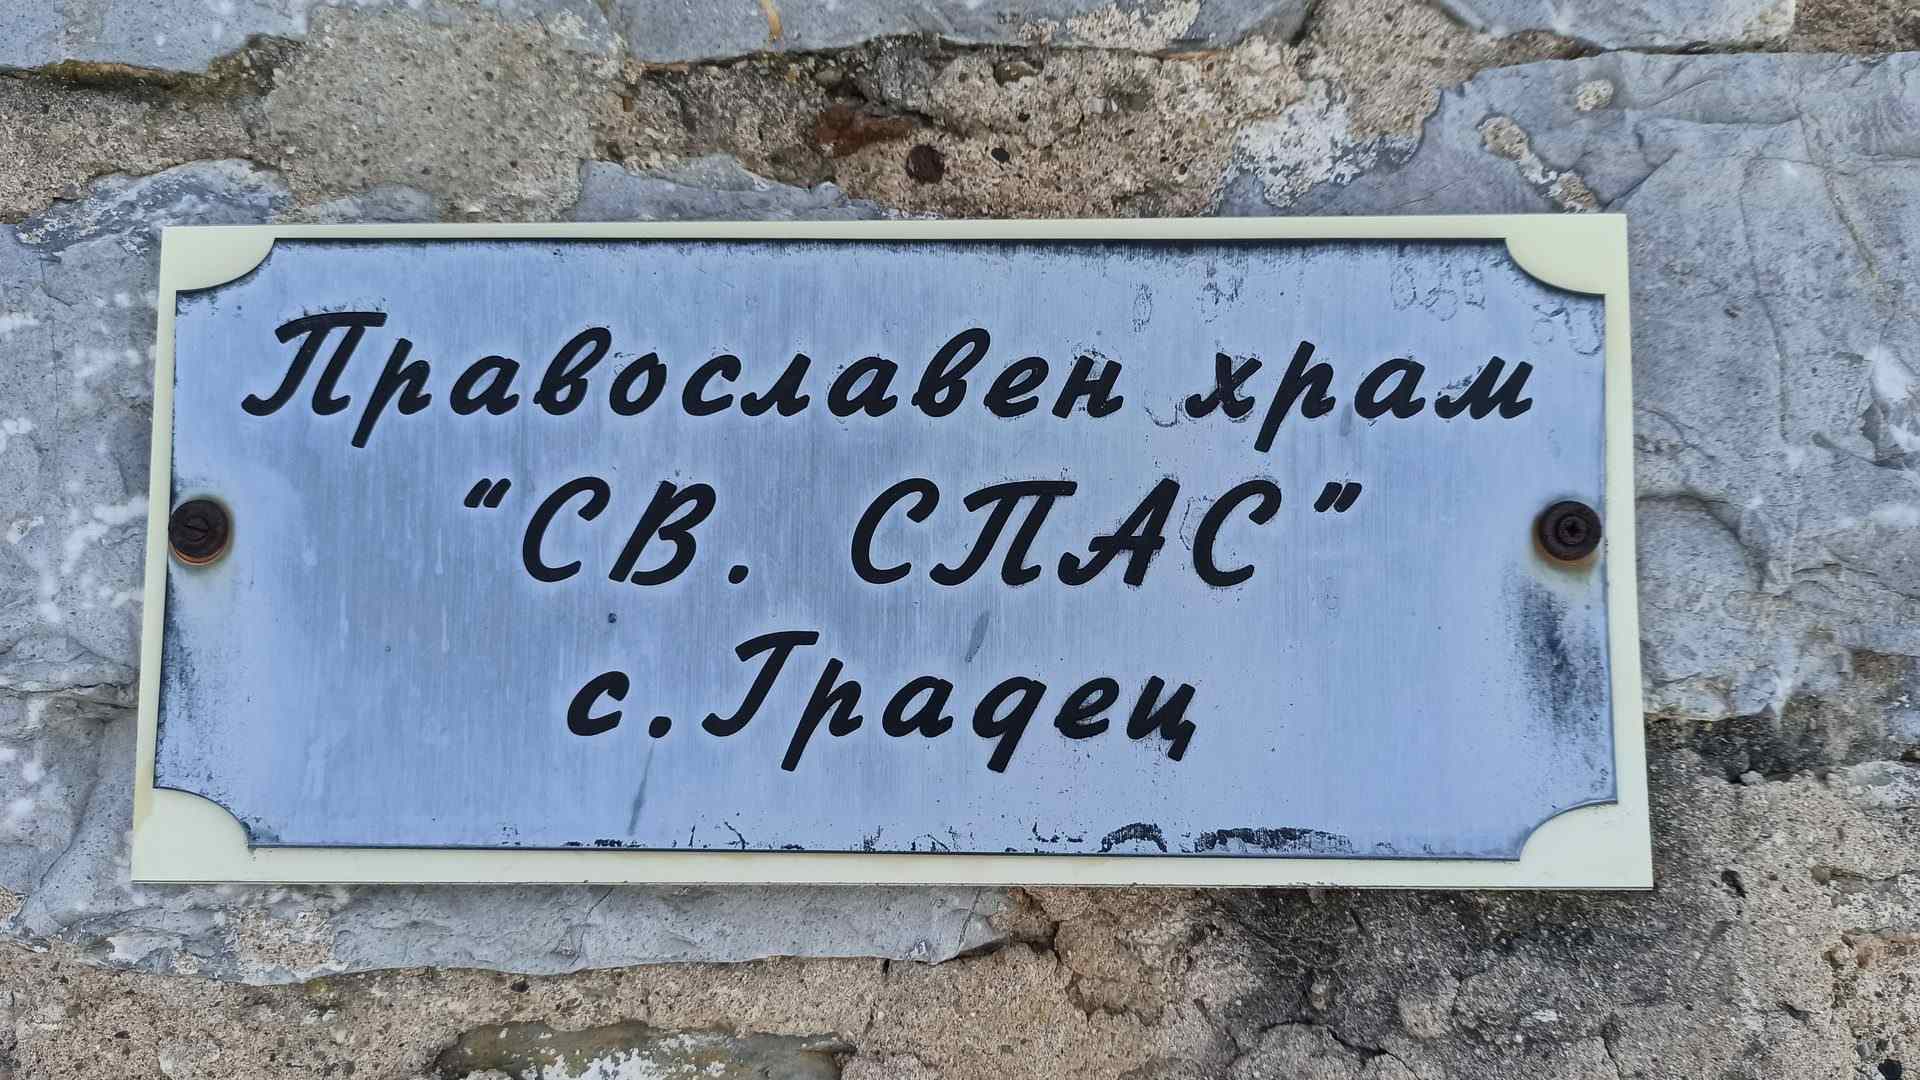 Православен храм
“СВ. СПАС”
с. Градец